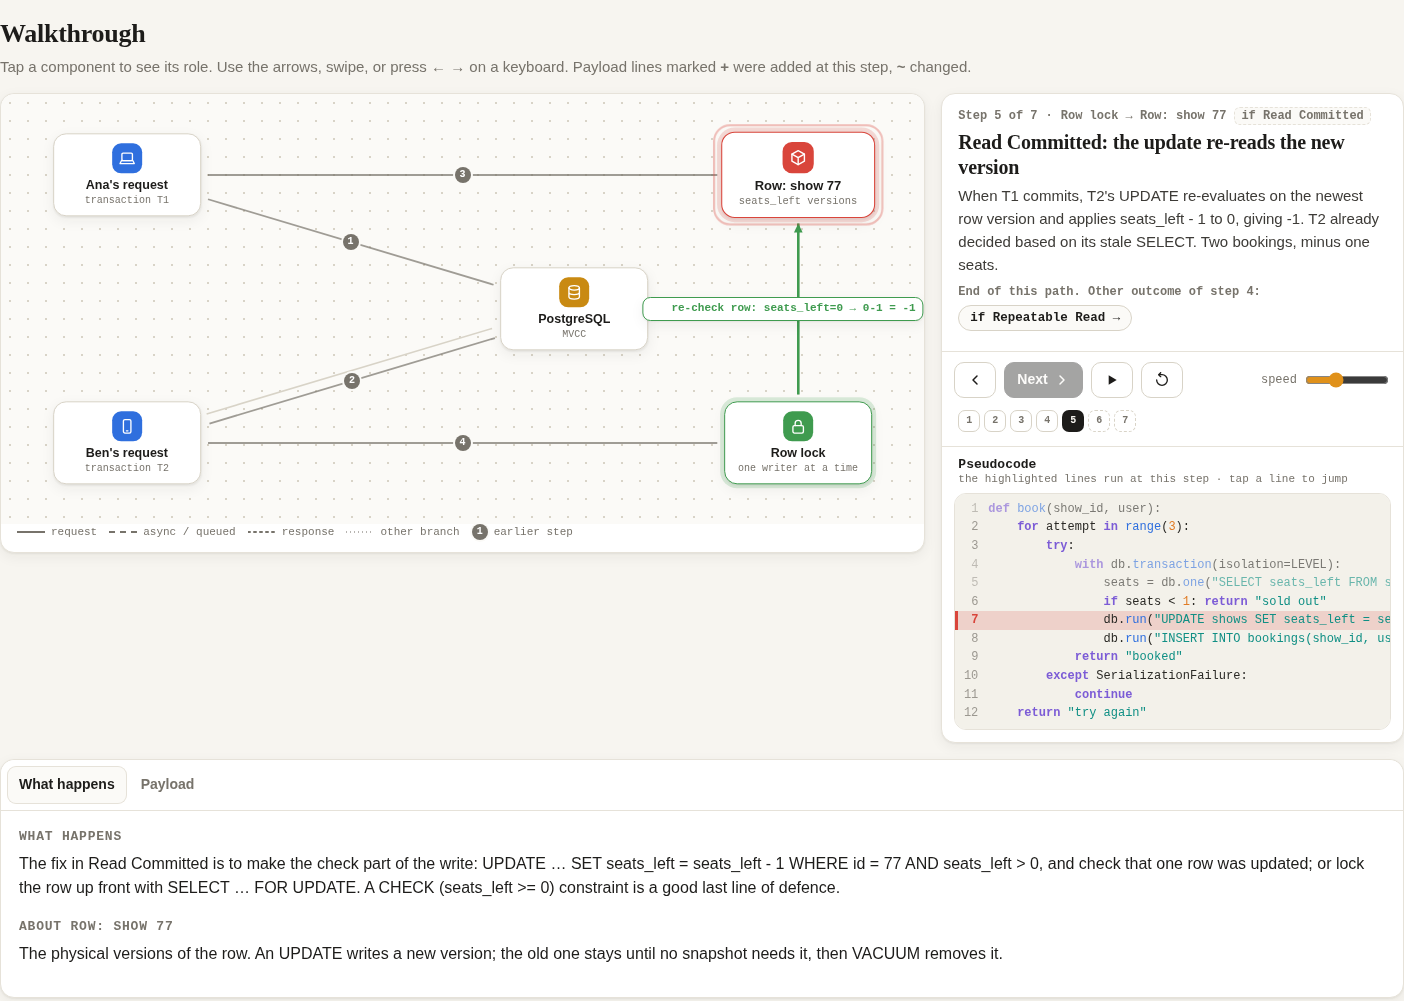 Walkthrough
Tap a component to see its role. Use the arrows, swipe, or press ← → on a keyboard. Payload lines marked + were added at this step, ~ changed.
Ana's request
transaction T1
3
Row: show 77
seats_left versions
1
PostgreSQL
MVCC
re-check row: seats_left=0 → 0-1 = -1
2
Ben's request
transaction T2
4
Row lock
one writer at a time
request
async / queued
response
other branch
1 earlier step
Step 5 of 7 · Row lock → Row: show 77 if Read Committed
Read Committed: the update re-reads the new
version
When T1 commits, T2's UPDATE re-evaluates on the newest
row version and applies seats_left - 1 to 0, giving -1. T2 already
decided based on its stale SELECT. Two bookings, minus one
seats.
End of this path. Other outcome of step 4:
if Repeatable Read →
Next
speed
1 2 3 4 5 6 7
Pseudocode
the highlighted lines run at this step · tap a line to jump
1 def book(show_id, user):
2 for attempt in range(3):
3 try:
4 with db.transaction(isolation=LEVEL):
5 seats = db.one("SELECT seats_left FROM s
6 if seats < 1: return "sold out"
7 db.run("UPDATE shows SET seats_left = se
8 db.run("INSERT INTO bookings(show_id, us
9 return "booked"
10 except SerializationFailure:
11 continue
12 return "try again"
What happens
Payload
WHAT HAPPENS
The fix in Read Committed is to make the check part of the write: UPDATE … SET seats_left = seats_left - 1 WHERE id = 77 AND seats_left > 0, and check that one row was updated; or lock
the row up front with SELECT … FOR UPDATE. A CHECK (seats_left >= 0) constraint is a good last line of defence.
ABOUT ROW: SHOW 77
The physical versions of the row. An UPDATE writes a new version; the old one stays until no snapshot needs it, then VACUUM removes it.